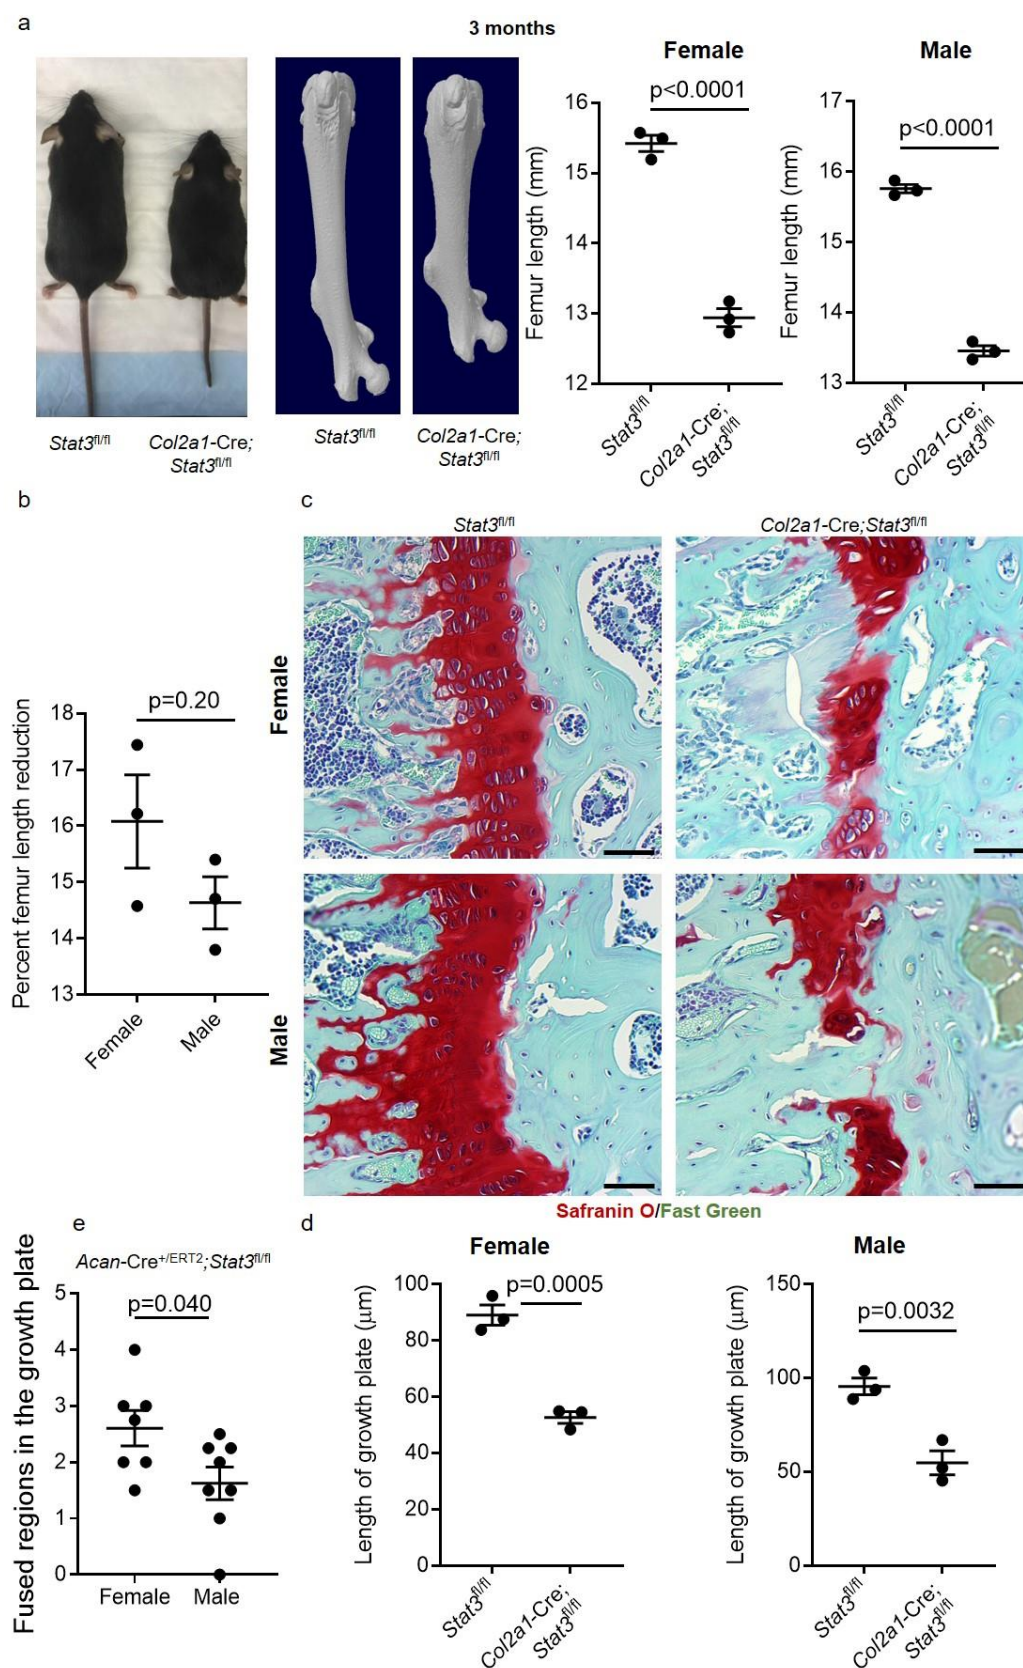 a
3 months
Female
Male
Femur length (mm)
16
15
14
13
12
p<0.0001
Stat3fl/fl
Col2a1-Cre;
Stat3fl/fl
Femur length (mm)
17
16
15
14
13
p<0.0001
Stat3fl/fl
Col2a1-Cre;
Stat3fl/fl
Stat3fl/fl
Col2a1-Cre;
Stat3fl/fl
Stat3fl/fl
Col2a1-Cre;
Stat3fl/fl
b
Percent femur length reduction
18
17
16
15
14
13
p=0.20
Female
Male
c
Stat3fl/fl
Col2a1-Cre;Stat3fl/fl
Female
Male
Safranin O/Fast Green
e
Acan-Cre+/ERT2;Stat3fl/fl
Fused regions in the growth plate
5
4
3
2
1
0
p=0.040
Female
Male
d
Female
Length of growth plate (μm)
100
80
60
40
20
0
p=0.0005
Stat3fl/fl
Col2a1-Cre;
Stat3fl/fl
Male
Length of growth plate (μm)
150
100
50
0
p=0.0032
Stat3fl/fl
Col2a1-Cre;
Stat3fl/fl